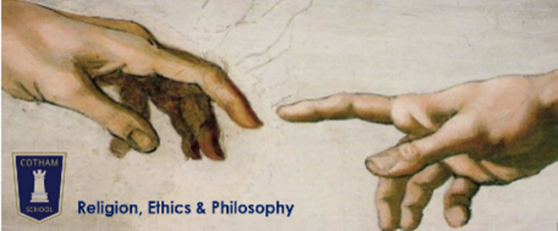 COTHAM
SCHOOL
Religion, Ethics & Philosophy